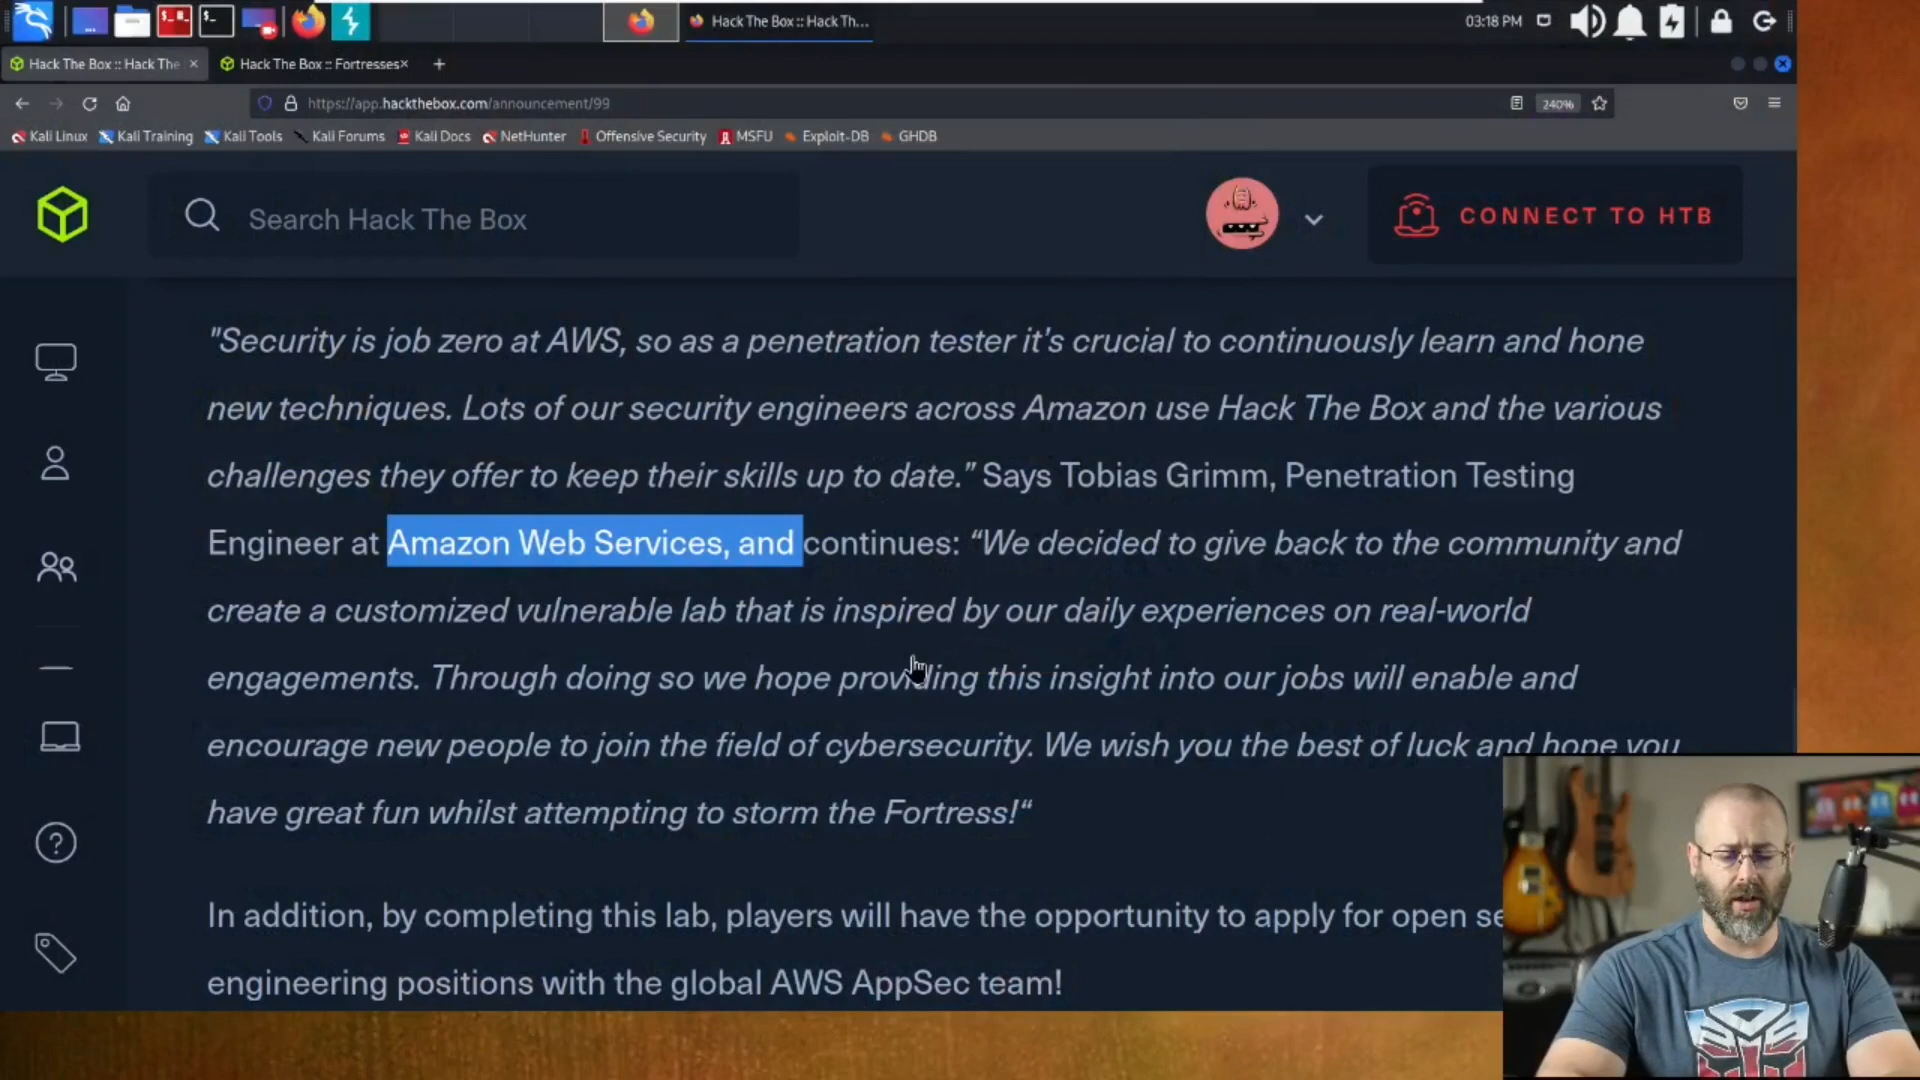 Hack The Box :: Hack Th...
03:18 PM
Hack The Box :: Hack The
Hack The Box :: Fortresses
https://app.hackthebox.com/announcement/99
240%
Kali Linux
Kali Training
Kali Tools
Kali Forums
Kali Docs
NetHunter
Offensive Security
MSFU
Exploit-DB
GHDB
Search Hack The Box
CONNECT TO HTB
"Security is job zero at AWS, so as a penetration tester it's crucial to continuously learn and hone
new techniques. Lots of our security engineers across Amazon use Hack The Box and the various
challenges they offer to keep their skills up to date." Says Tobias Grimm, Penetration Testing
Engineer at Amazon Web Services, and continues: “We decided to give back to the community and
create a customized vulnerable lab that is inspired by our daily experiences on real-world
engagements. Through doing so we hope providing this insight into our jobs will enable and
encourage new people to join the field of cybersecurity. We wish you the best of luck and hope you
have great fun whilst attempting to storm the Fortress!“
In addition, by completing this lab, players will have the opportunity to apply for open se
engineering positions with the global AWS AppSec team!